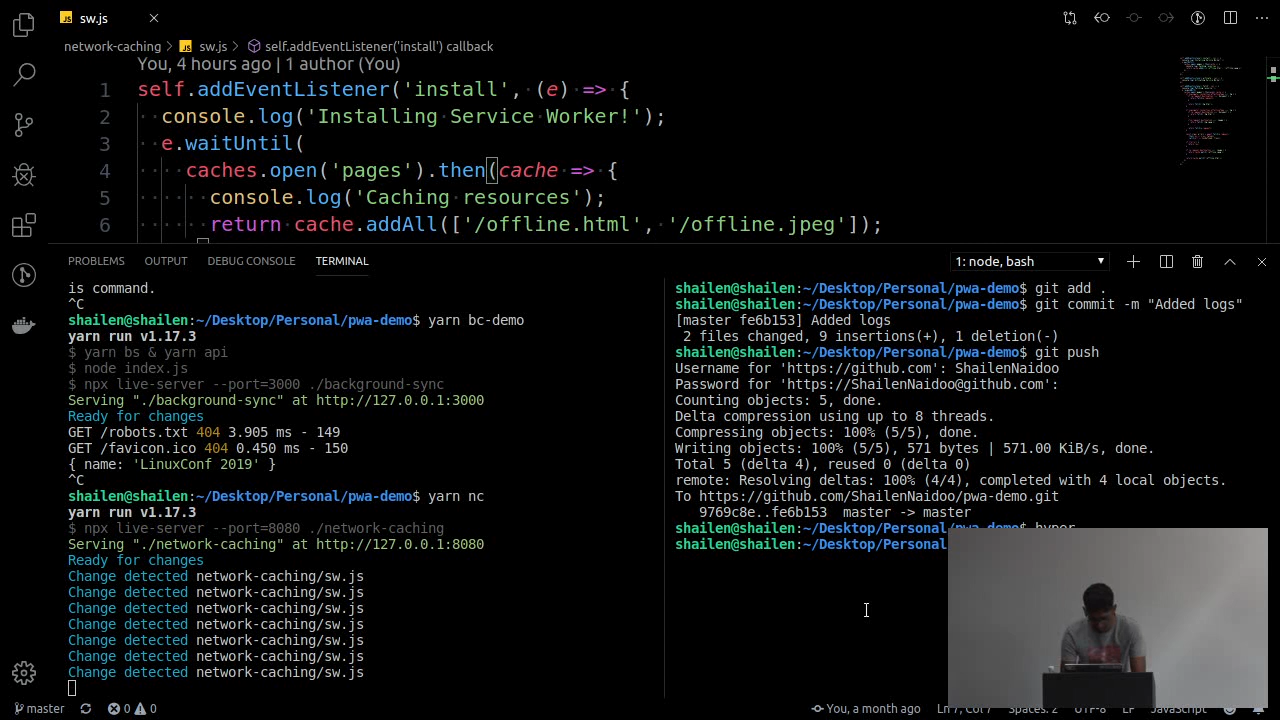 JS sw.js
network-caching > JS sw.js > self.addEventListener('install') callback
You, 4 hours ago | 1 author (You)
1 self.addEventListener('install', (e) => {
2 console.log('Installing Service Worker!');
3 e.waitUntil(
4 caches.open('pages').then(cache => {
5 console.log('Caching resources');
6 return cache.addAll(['/offline.html', '/offline.jpeg']);
PROBLEMS OUTPUT DEBUG CONSOLE TERMINAL 1: node, bash
is command.
^C
shailen@shailen:~/Desktop/Personal/pwa-demo$ yarn bc-demo
yarn run v1.17.3
$ yarn bs & yarn api
$ node index.js
$ npx live-server --port=3000 ./background-sync
Serving "./background-sync" at http://127.0.0.1:3000
Ready for changes
GET /robots.txt 404 3.905 ms - 149
GET /favicon.ico 404 0.450 ms - 150
{ name: 'LinuxConf 2019' }
^C
shailen@shailen:~/Desktop/Personal/pwa-demo$ yarn nc
yarn run v1.17.3
$ npx live-server --port=8080 ./network-caching
Serving "./network-caching" at http://127.0.0.1:8080
Ready for changes
Change detected network-caching/sw.js
Change detected network-caching/sw.js
Change detected network-caching/sw.js
Change detected network-caching/sw.js
Change detected network-caching/sw.js
Change detected network-caching/sw.js
Change detected network-caching/sw.js
shailen@shailen:~/Desktop/Personal/pwa-demo$ git add .
shailen@shailen:~/Desktop/Personal/pwa-demo$ git commit -m "Added logs"
[master fe6b153] Added logs
2 files changed, 9 insertions(+), 1 deletion(-)
shailen@shailen:~/Desktop/Personal/pwa-demo$ git push
Username for 'https://github.com': ShailenNaidoo
Password for 'https://ShailenNaidoo@github.com':
Counting objects: 5, done.
Delta compression using up to 8 threads.
Compressing objects: 100% (5/5), done.
Writing objects: 100% (5/5), 571 bytes | 571.00 KiB/s, done.
Total 5 (delta 4), reused 0 (delta 0)
remote: Resolving deltas: 100% (4/4), completed with 4 local objects.
To https://github.com/ShailenNaidoo/pwa-demo.git
9769c8e..fe6b153 master -> master
shailen@shailen:~/Desktop/Personal/pwa-demo$ hyper
shailen@shailen:~/Desktop/Personal
master 0 0 You, a month ago Ln 7, Col 7 Spaces: 2 UTF-8 LF JavaScript